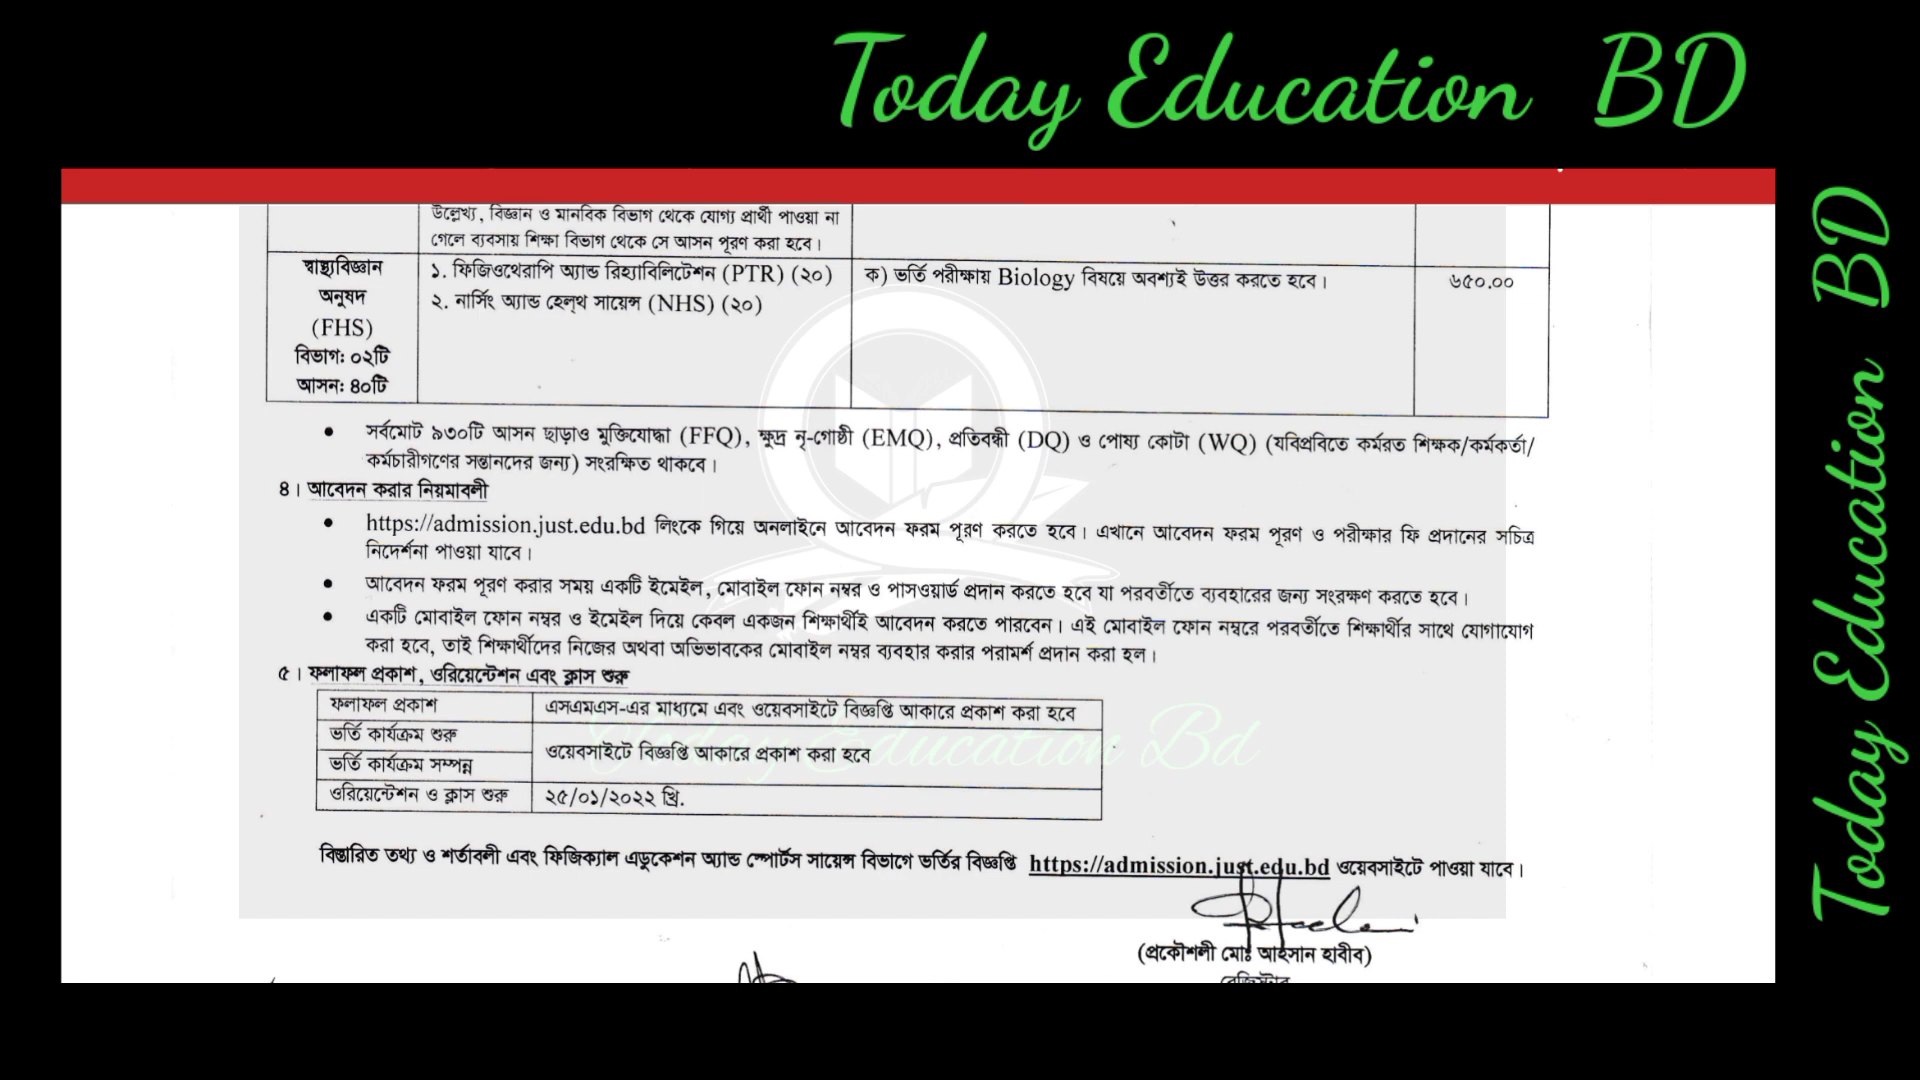 Today Education BD
উল্লেখ্য, বিজ্ঞান ও মানবিক বিভাগ থেকে যোগ্য প্রার্থী পাওয়া না
গেলে ব্যবসায় শিক্ষা বিভাগ থেকে সে আসন পূরণ করা হবে।
স্বাস্থ্যবিজ্ঞান
অনুষদ
(FHS)
বিভাগঃ ০২টি
আসন: ৪০টি
১. ফিজিওথেরাপি অ্যান্ড রিহ্যাবিলিটেশন (PTR) (২০)
২. নার্সিং অ্যান্ড হেল্‌থ সায়েন্স (NHS) (২০)
ক) ভর্তি পরীক্ষায় Biology বিষয়ে অবশ্যই উত্তর করতে হবে।
৬৫০.০০
• সর্বমোট ৯৩০টি আসন ছাড়াও মুক্তিযোদ্ধা (FFQ), ক্ষুদ্র নৃ-গোষ্ঠী (EMQ), প্রতিবন্ধী (DQ) ও পোষ্য কোটা (WQ) (যবিপ্রবিতে কর্মরত শিক্ষক/কর্মকর্তা/
কর্মচারীগণের সন্তানদের জন্য) সংরক্ষিত থাকবে।
৪। আবেদন করার নিয়মাবলী
• https://admission.just.edu.bd লিংকে গিয়ে অনলাইনে আবেদন ফরম পূরণ করতে হবে। এখানে আবেদন ফরম পূরণ ও পরীক্ষার ফি প্রদানের সচিত্র
নিদের্শনা পাওয়া যাবে।
• আবেদন ফরম পূরণ করার সময় একটি ইমেইল, মোবাইল ফোন নম্বর ও পাসওয়ার্ড প্রদান করতে হবে যা পরবর্তীতে ব্যবহারের জন্য সংরক্ষণ করতে হবে।
• একটি মোবাইল ফোন নম্বর ও ইমেইল দিয়ে কেবল একজন শিক্ষার্থীই আবেদন করতে পারবেন। এই মোবাইল ফোন নম্বরে পরবর্তীতে শিক্ষার্থীর সাথে যোগাযোগ
করা হবে, তাই শিক্ষার্থীদের নিজের অথবা অভিভাবকের মোবাইল নম্বর ব্যবহার করার পরামর্শ প্রদান করা হল।
৫। ফলাফল প্রকাশ, ওরিয়েন্টেশন এবং ক্লাস শুরু
ফলাফল প্রকাশ এসএমএস-এর মাধ্যমে এবং ওয়েবসাইটে বিজ্ঞপ্তি আকারে প্রকাশ করা হবে
ভর্তি কার্যক্রম শুরু
ওয়েবসাইটে বিজ্ঞপ্তি আকারে প্রকাশ করা হবে
ভর্তি কার্যক্রম সম্পন্ন
ওরিয়েন্টেশন ও ক্লাস শুরু ২৫/০১/২০২২ খ্রি.
Today Education Bd
বিস্তারিত তথ্য ও শর্তাবলী এবং ফিজিক্যাল এডুকেশন অ্যান্ড স্পোর্টস সায়েন্স বিভাগে ভর্তির বিজ্ঞপ্তি https://admission.just.edu.bd ওয়েবসাইটে পাওয়া যাবে।
(প্রকৌশলী মোঃ আহসান হাবীব)
রেজিস্ট্রার
Today Education BD